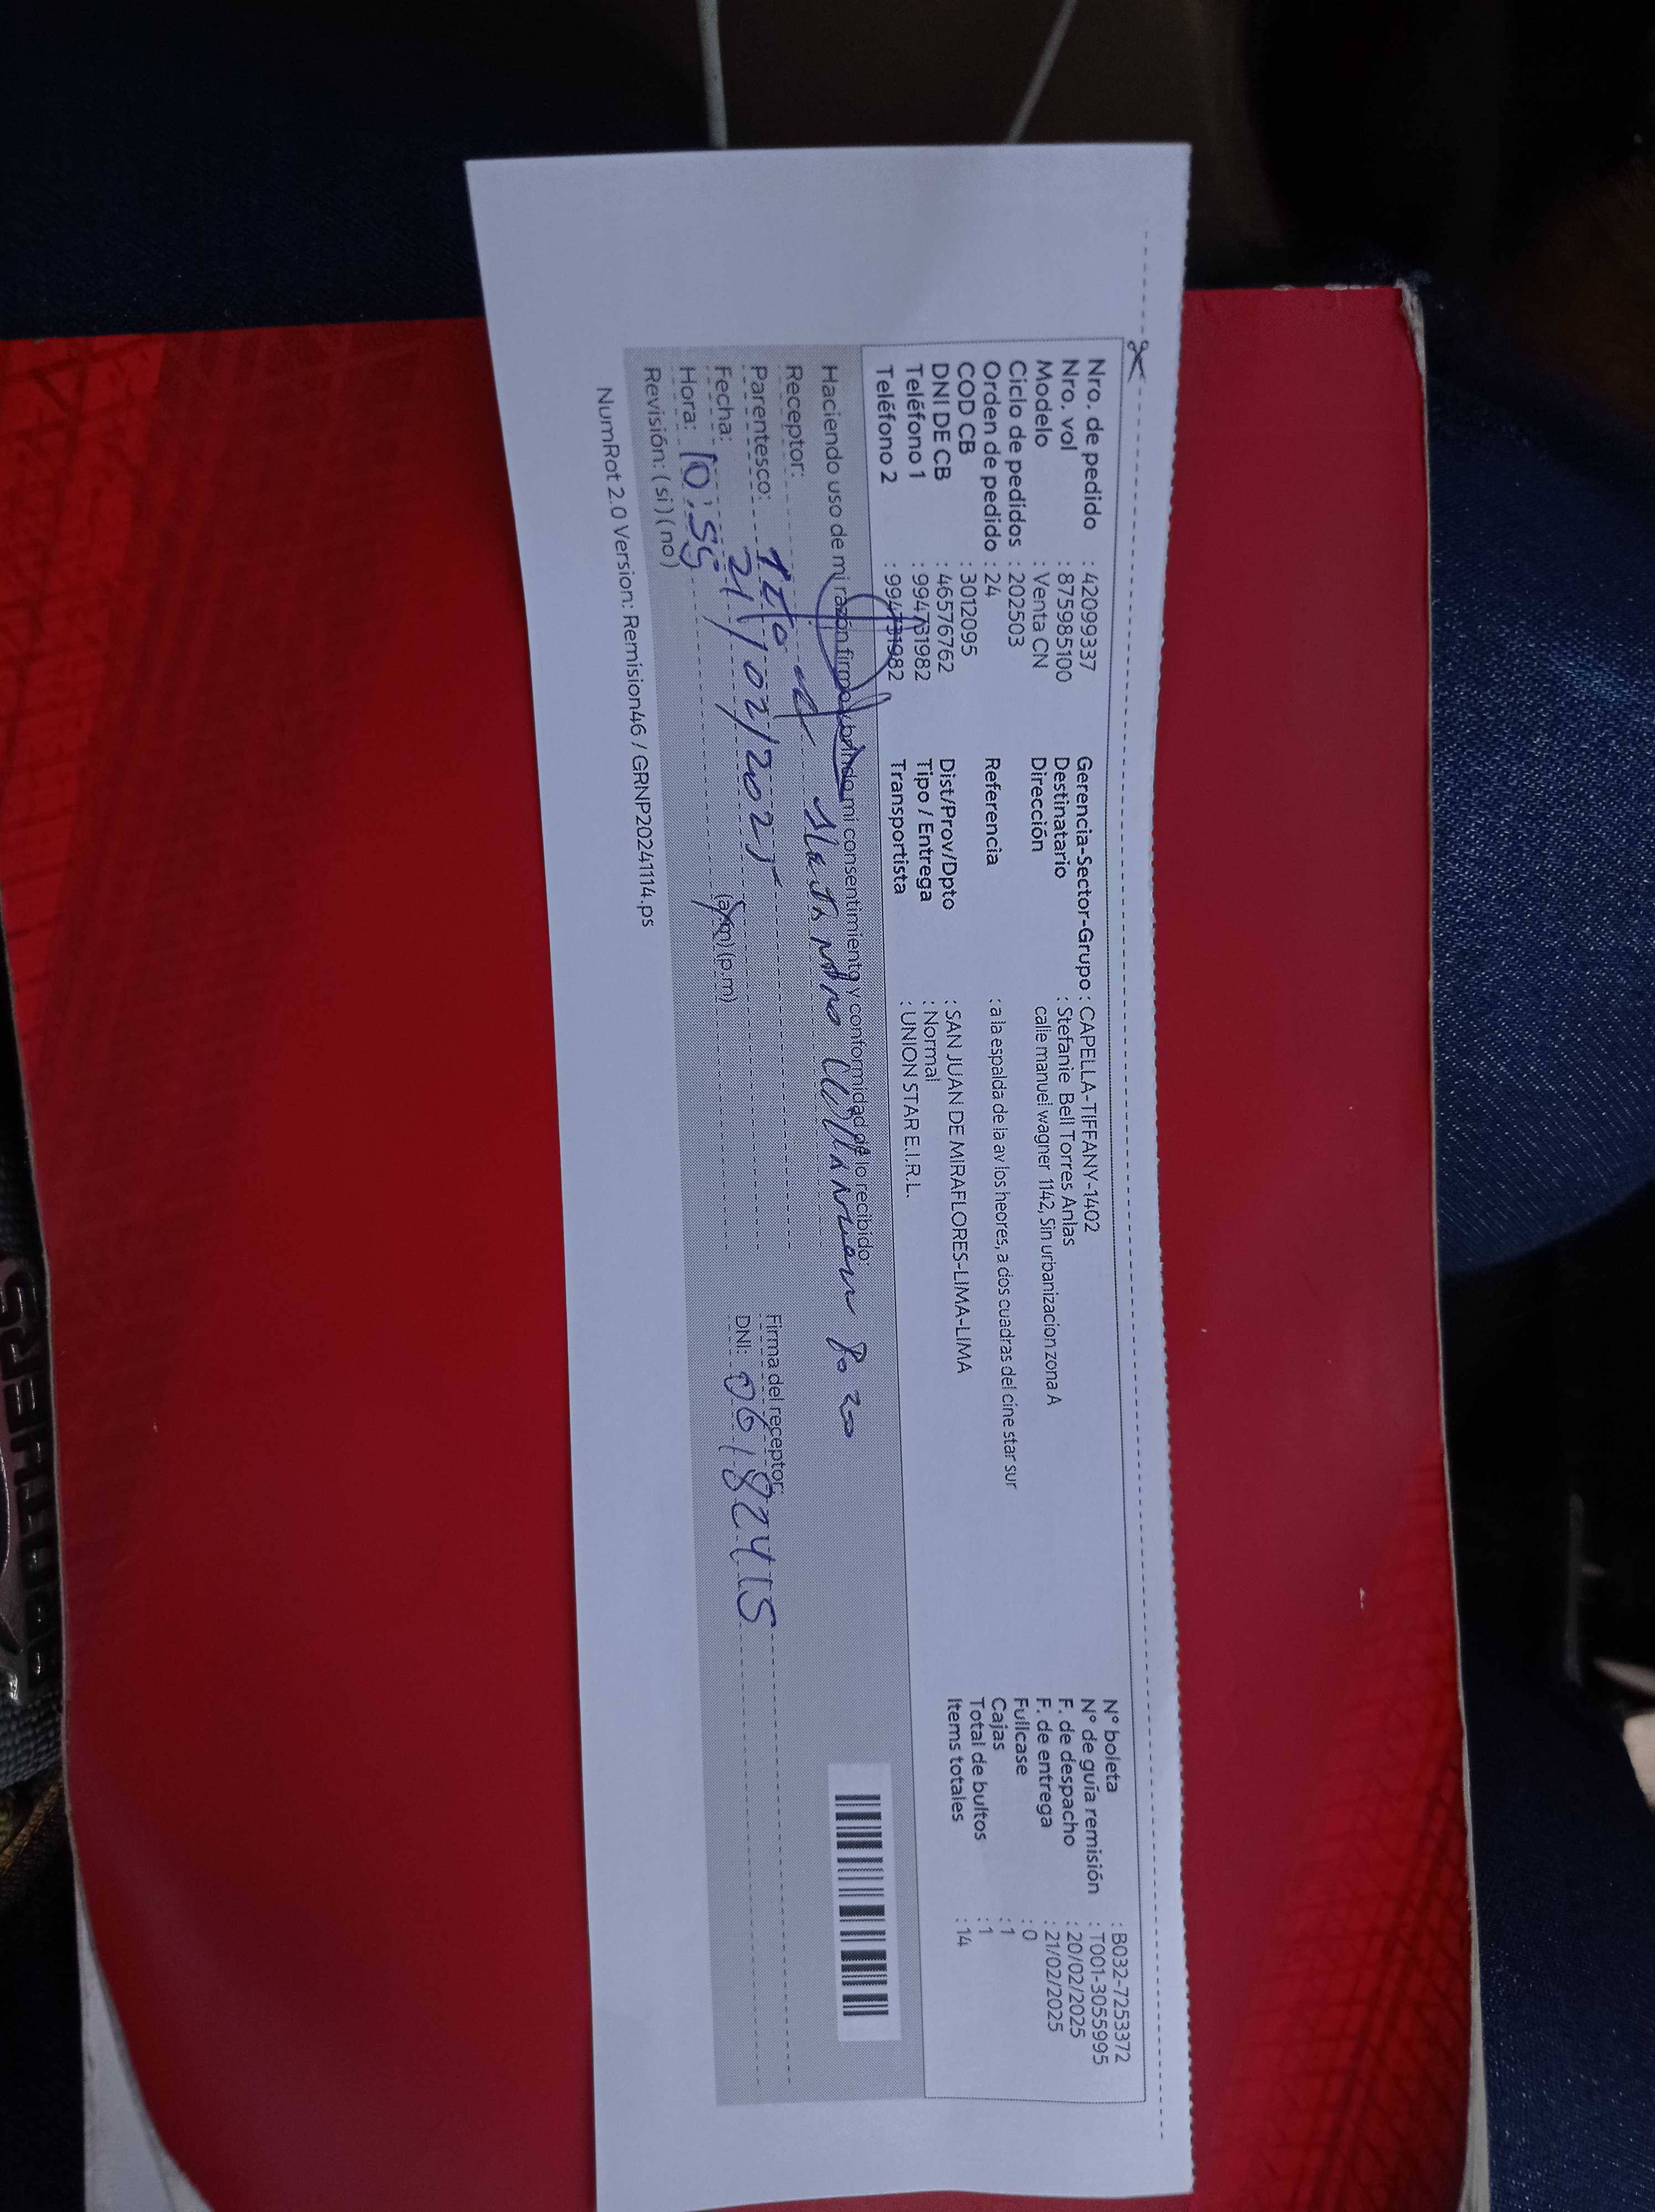 Nro. de pedido : 42099337
Nro. vol : 875985100
Modelo : Venta CN
Ciclo de pedidos : 202503
Orden de pedido : 24
COD CB : 3012095
DNI DE CB : 46576762
Teléfono 1 : 994731982
Teléfono 2 : 994731982
Gerencia-Sector-Grupo : CAPELLA-TIFFANY-1402
Destinatario : Stefanie Bell Torres Anlas
Dirección calle manuel wagner 1142, Sin urbanizacion zona A
Referencia : a la espalda de la av los heores, a dos cuadras del cine star sur
Dist/Prov/Dpto : SAN JUAN DE MIRAFLORES-LIMA-LIMA
Tipo / Entrega : Normal
Transportista : UNION STAR E.I.R.L.
N° boleta : B032-7253372
N° de guía remisión : T001-3055995
F. de despacho : 20/02/2025
F. de entrega : 21/02/2025
Fullcase : 0
Cajas : 1
Total de bultos : 1
Items totales : 14
Haciendo uso de mi razón firmo y brindo mi consentimiento y conformidad de lo recibido:
Receptor:
Parentesco:
Fecha: 21/02/2025
Hora: 10:55 (a.m) (p.m)
Revisión: (si) (no)
Firma del receptor:
DNI: 06182415
NumRot 2.0 Version: Remision46 / GRNP20241114.ps